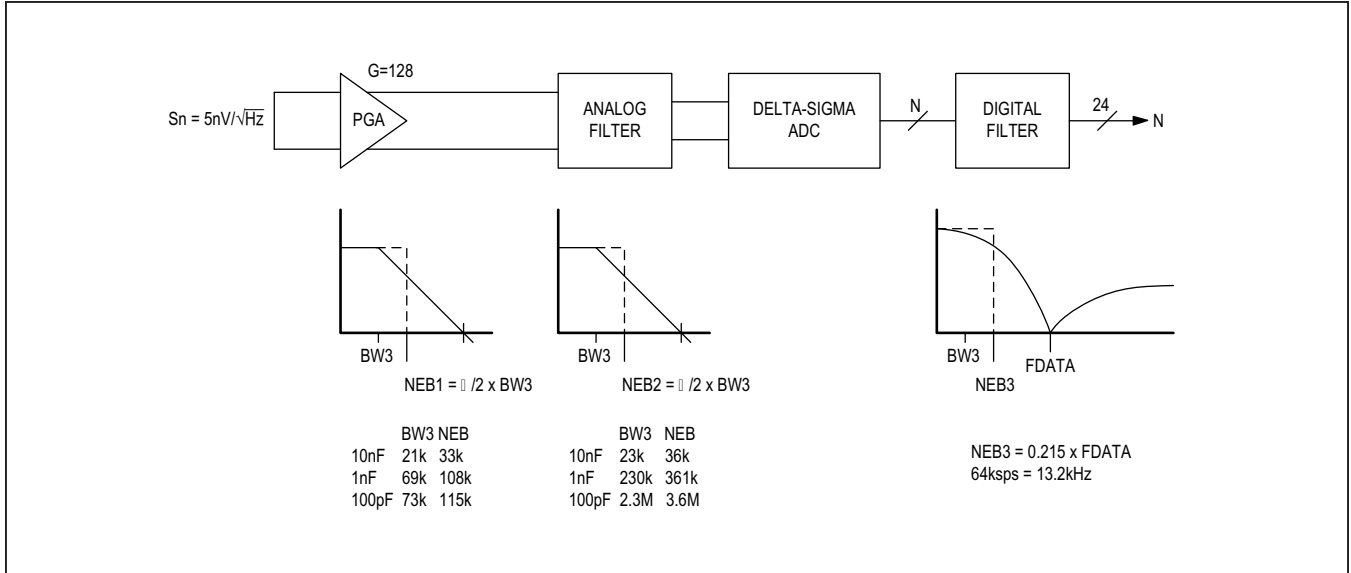 G=128
Sn = 5nV/√Hz
PGA
ANALOG
FILTER
DELTA-SIGMA
ADC
N
DIGITAL
FILTER
24
N
BW3
NEB1 = ▯ /2 x BW3
BW3 NEB
10nF 21k 33k
1nF 69k 108k
100pF 73k 115k
BW3
NEB2 = ▯ /2 x BW3
BW3 NEB
10nF 23k 36k
1nF 230k 361k
100pF 2.3M 3.6M
BW3
NEB3
FDATA
NEB3 = 0.215 x FDATA
64ksps = 13.2kHz